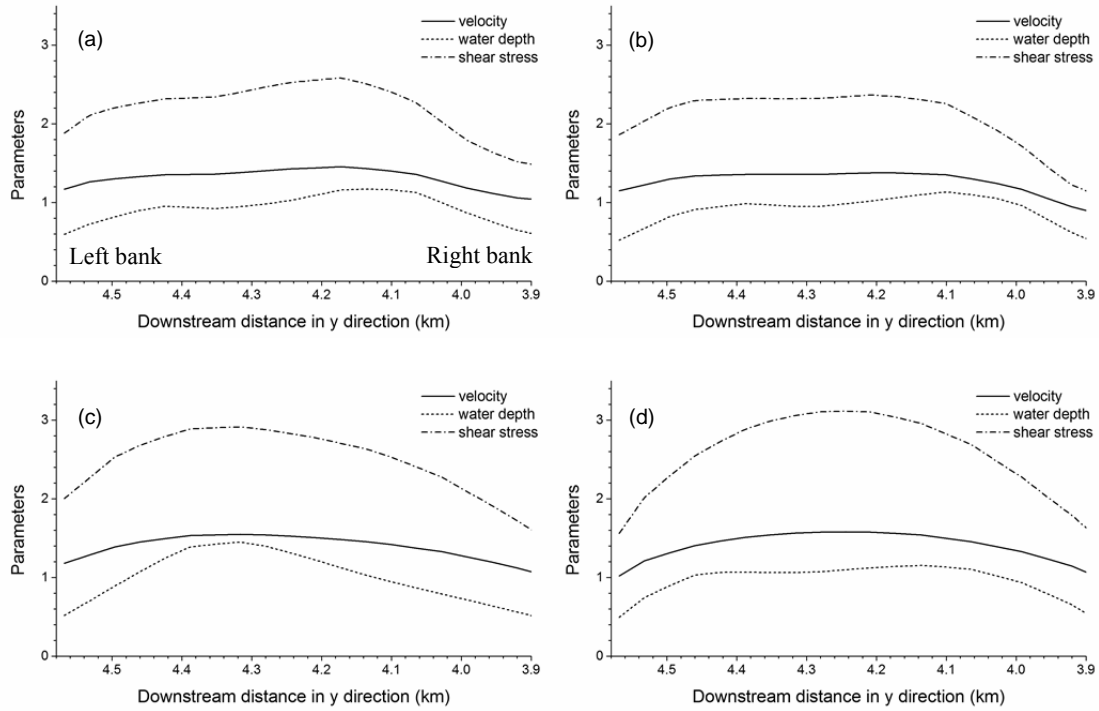 (a)
velocity
water depth
shear stress
Parameters
3
2
1
0
Left bank
Right bank
4.5
4.4
4.3
4.2
4.1
4.0
3.9
Downstream distance in y direction (km)
(b)
velocity
water depth
shear stress
Parameters
3
2
1
0
4.5
4.4
4.3
4.2
4.1
4.0
3.9
Downstream distance in y direction (km)
(c)
velocity
water depth
shear stress
Parameters
3
2
1
0
4.5
4.4
4.3
4.2
4.1
4.0
3.9
Downstream distance in y direction (km)
(d)
velocity
water depth
shear stress
Parameters
3
2
1
0
4.5
4.4
4.3
4.2
4.1
4.0
3.9
Downstream distance in y direction (km)